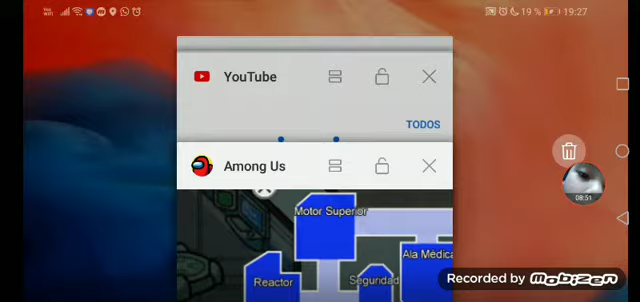 19 % 19:27
YouTube
TODOS
Among Us
08:51
Motor Superior
Ala Médica
Reactor
Seguridad
Recorded by mobizen